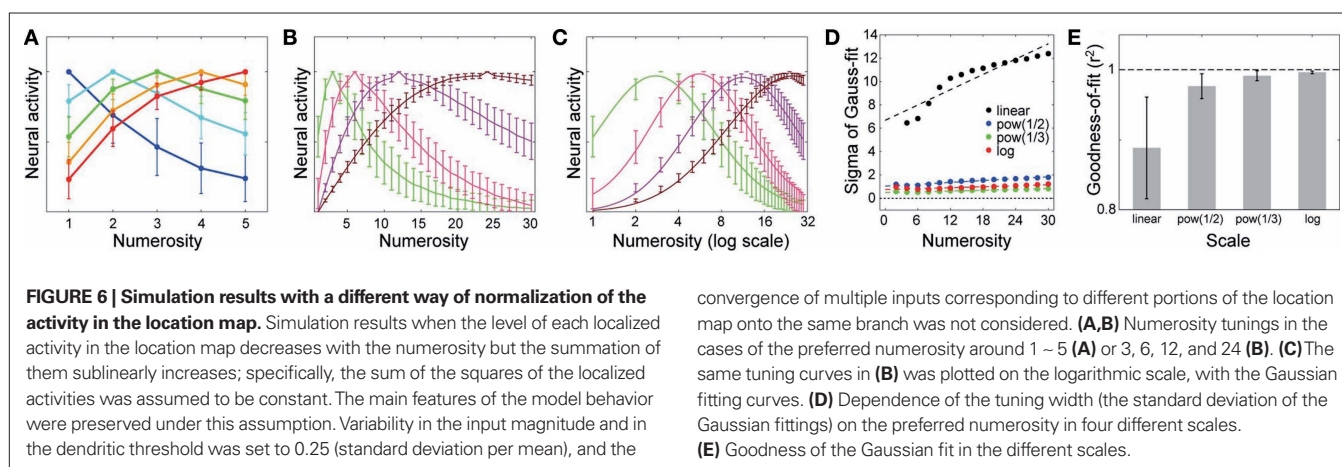 A
Neural activity
1 2 3 4 5
Numerosity
B
Neural activity
5 10 15 20 25 30
Numerosity
C
Neural activity
1 2 4 8 16 32
Numerosity (log scale)
D
Sigma of Gauss-fit
14
12
10
8
6
4
2
0
linear
pow(1/2)
pow(1/3)
log
0 6 12 18 24 30
Numerosity
E
Goodness-of-fit (r²)
1
0.8
linear pow(1/2) pow(1/3) log
Scale
FIGURE 6 | Simulation results with a different way of normalization of the
activity in the location map. Simulation results when the level of each localized
activity in the location map decreases with the numerosity but the summation of
them sublinearly increases; specifically, the sum of the squares of the localized
activities was assumed to be constant. The main features of the model behavior
were preserved under this assumption. Variability in the input magnitude and in
the dendritic threshold was set to 0.25 (standard deviation per mean), and the
convergence of multiple inputs corresponding to different portions of the location
map onto the same branch was not considered. (A,B) Numerosity tunings in the
cases of the preferred numerosity around 1 ~ 5 (A) or 3, 6, 12, and 24 (B). (C) The
same tuning curves in (B) was plotted on the logarithmic scale, with the Gaussian
fitting curves. (D) Dependence of the tuning width (the standard deviation of the
Gaussian fittings) on the preferred numerosity in four different scales.
(E) Goodness of the Gaussian fit in the different scales.